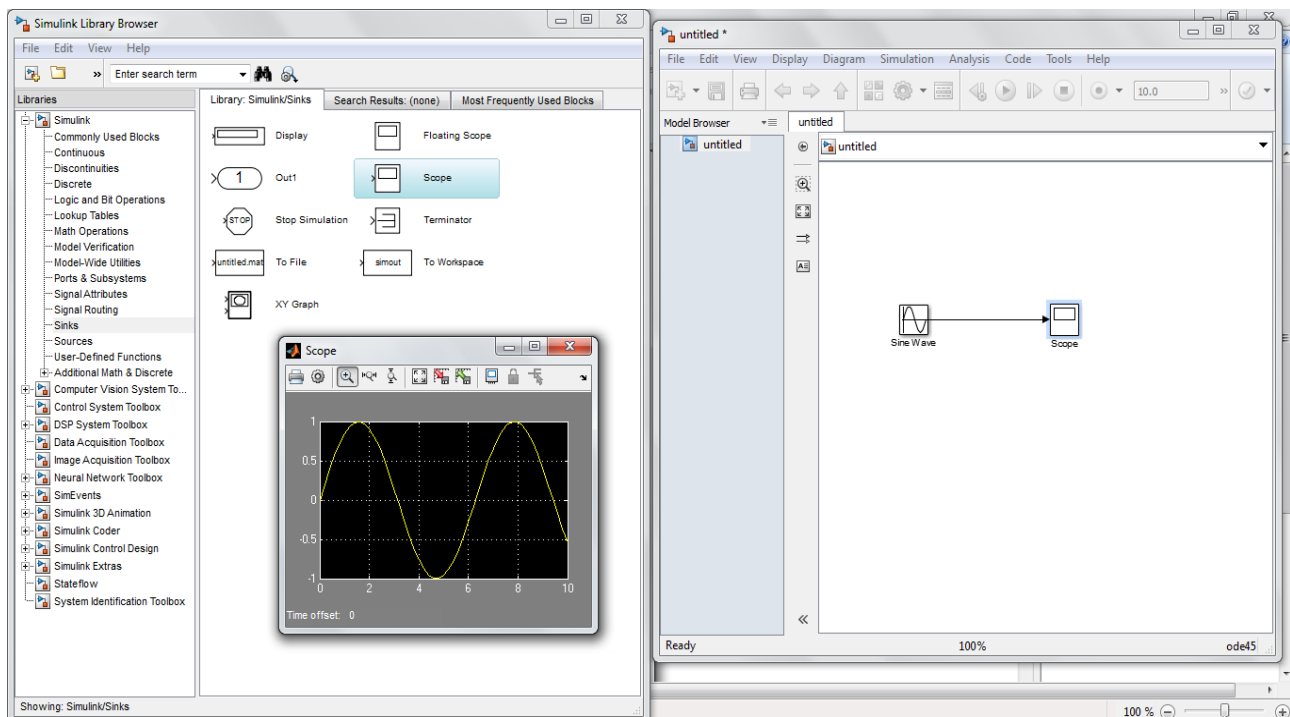 Simulink Library Browser
File Edit View Help
» Enter search term
Libraries
Simulink
Commonly Used Blocks
Continuous
Discontinuities
Discrete
Logic and Bit Operations
Lookup Tables
Math Operations
Model Verification
Model-Wide Utilities
Ports & Subsystems
Signal Attributes
Signal Routing
Sinks
Sources
User-Defined Functions
Additional Math & Discrete
Computer Vision System To...
Control System Toolbox
DSP System Toolbox
Data Acquisition Toolbox
Image Acquisition Toolbox
Neural Network Toolbox
SimEvents
Simulink 3D Animation
Simulink Coder
Simulink Control Design
Simulink Extras
Stateflow
System Identification Toolbox
Library: Simulink/Sinks Search Results: (none) Most Frequently Used Blocks
Display Floating Scope
1 Out1 Scope
STOP Stop Simulation Terminator
untitled.mat To File simout To Workspace
XY Graph
Scope
1
0.5
0
-0.5
-1
0 2 4 6 8 10
Time offset: 0
Showing: Simulink/Sinks
untitled *
File Edit View Display Diagram Simulation Analysis Code Tools Help
10.0 »
Model Browser untitled
untitled untitled
Sine Wave Scope
Ready 100% ode45
100 %